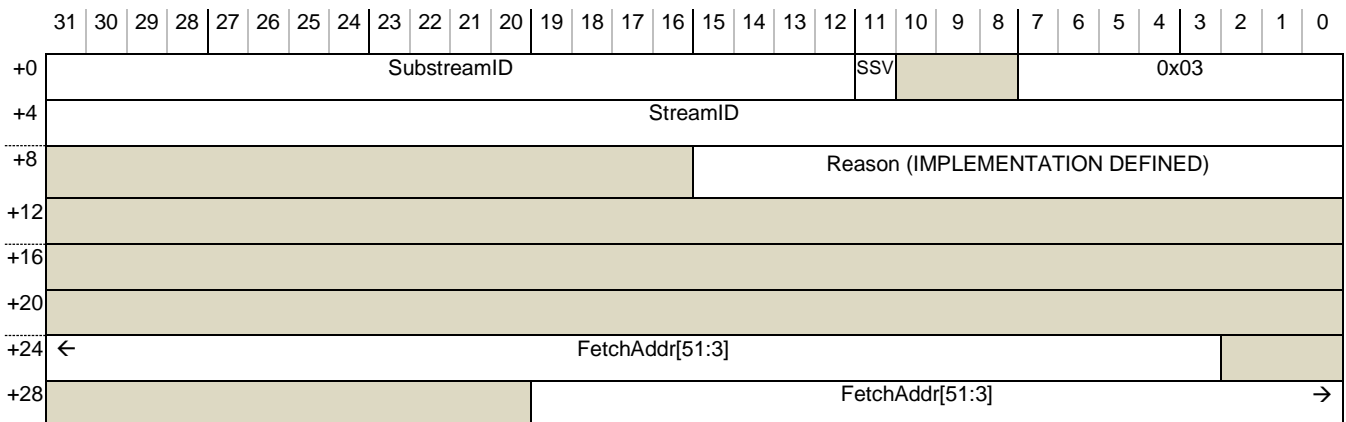 31 30 29 28 27 26 25 24 23 22 21 20 19 18 17 16 15 14 13 12 11 10 9 8 7 6 5 4 3 2 1 0
+0 SubstreamID SSV 0x03
+4 StreamID
+8 Reason (IMPLEMENTATION DEFINED)
+12
+16
+20
+24 ← FetchAddr[51:3]
+28 FetchAddr[51:3] →